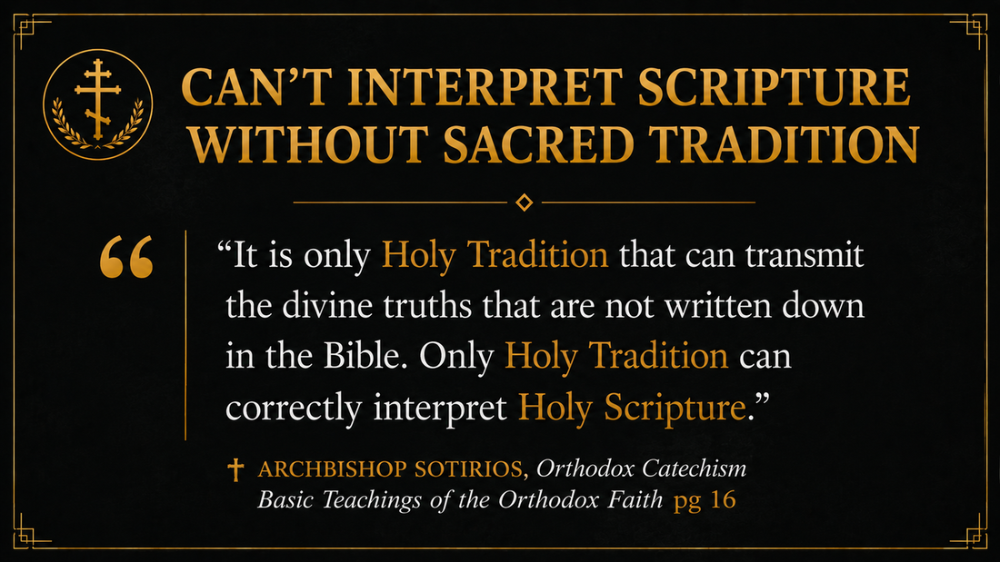 CAN’T INTERPRET SCRIPTURE
WITHOUT SACRED TRADITION
“
“It is only Holy Tradition that can transmit
the divine truths that are not written down
in the Bible. Only Holy Tradition can
correctly interpret Holy Scripture.”
✝ ARCHBISHOP SOTIRIOS, Orthodox Catechism
Basic Teachings of the Orthodox Faith pg 16